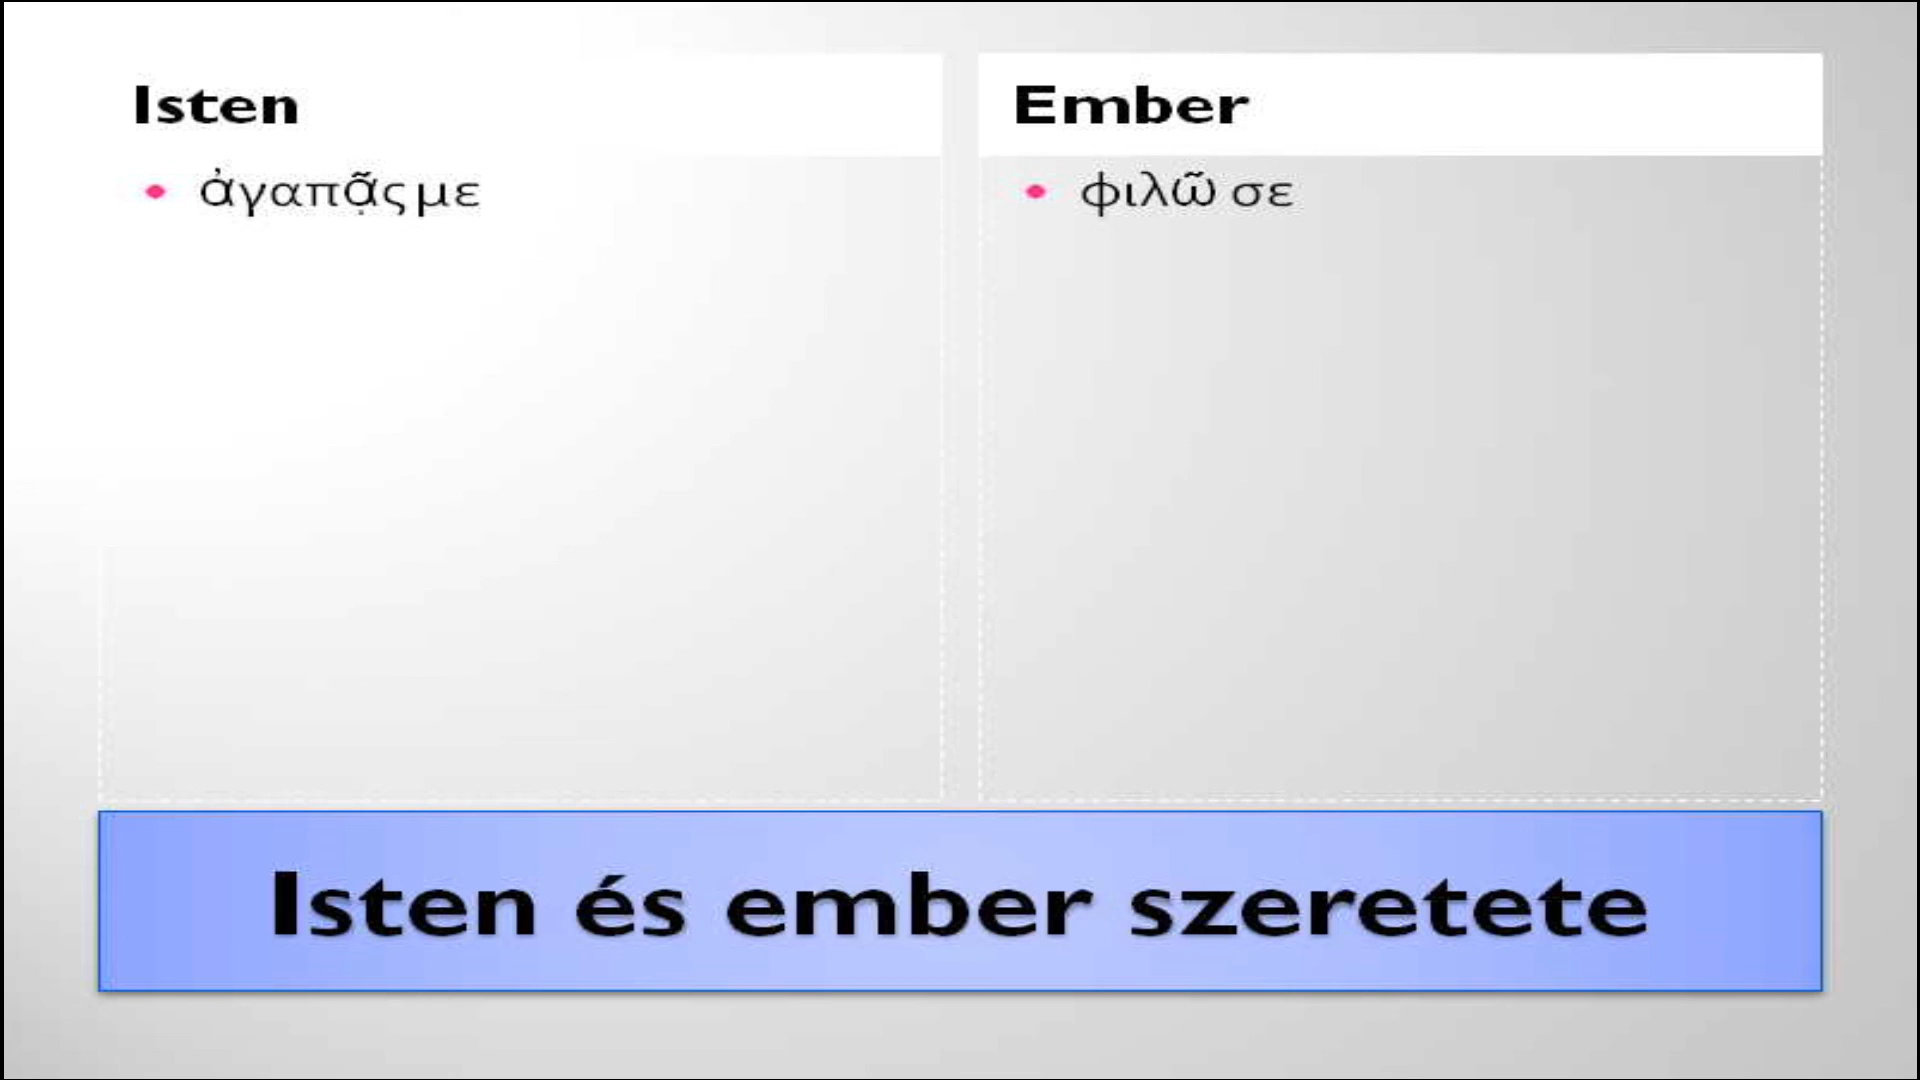 Isten
• ἀγαπᾷς με
Ember
• φιλῶ σε
Isten és ember szeretete